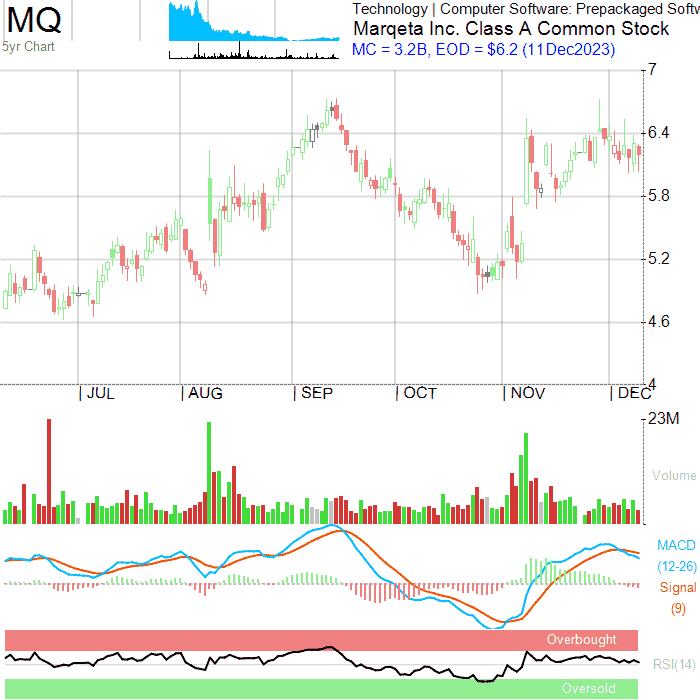 MQ
5yr Chart
Technology | Computer Software: Prepackaged Softw
Marqeta Inc. Class A Common Stock
MC = 3.2B, EOD = $6.2 (11Dec2023)
7
6.4
5.8
5.2
4.6
4
| JUL | AUG | SEP | OCT | NOV | DEC
23M
Volume
MACD
(12-26)
Signal
(9)
Overbought
RSI(14)
Oversold